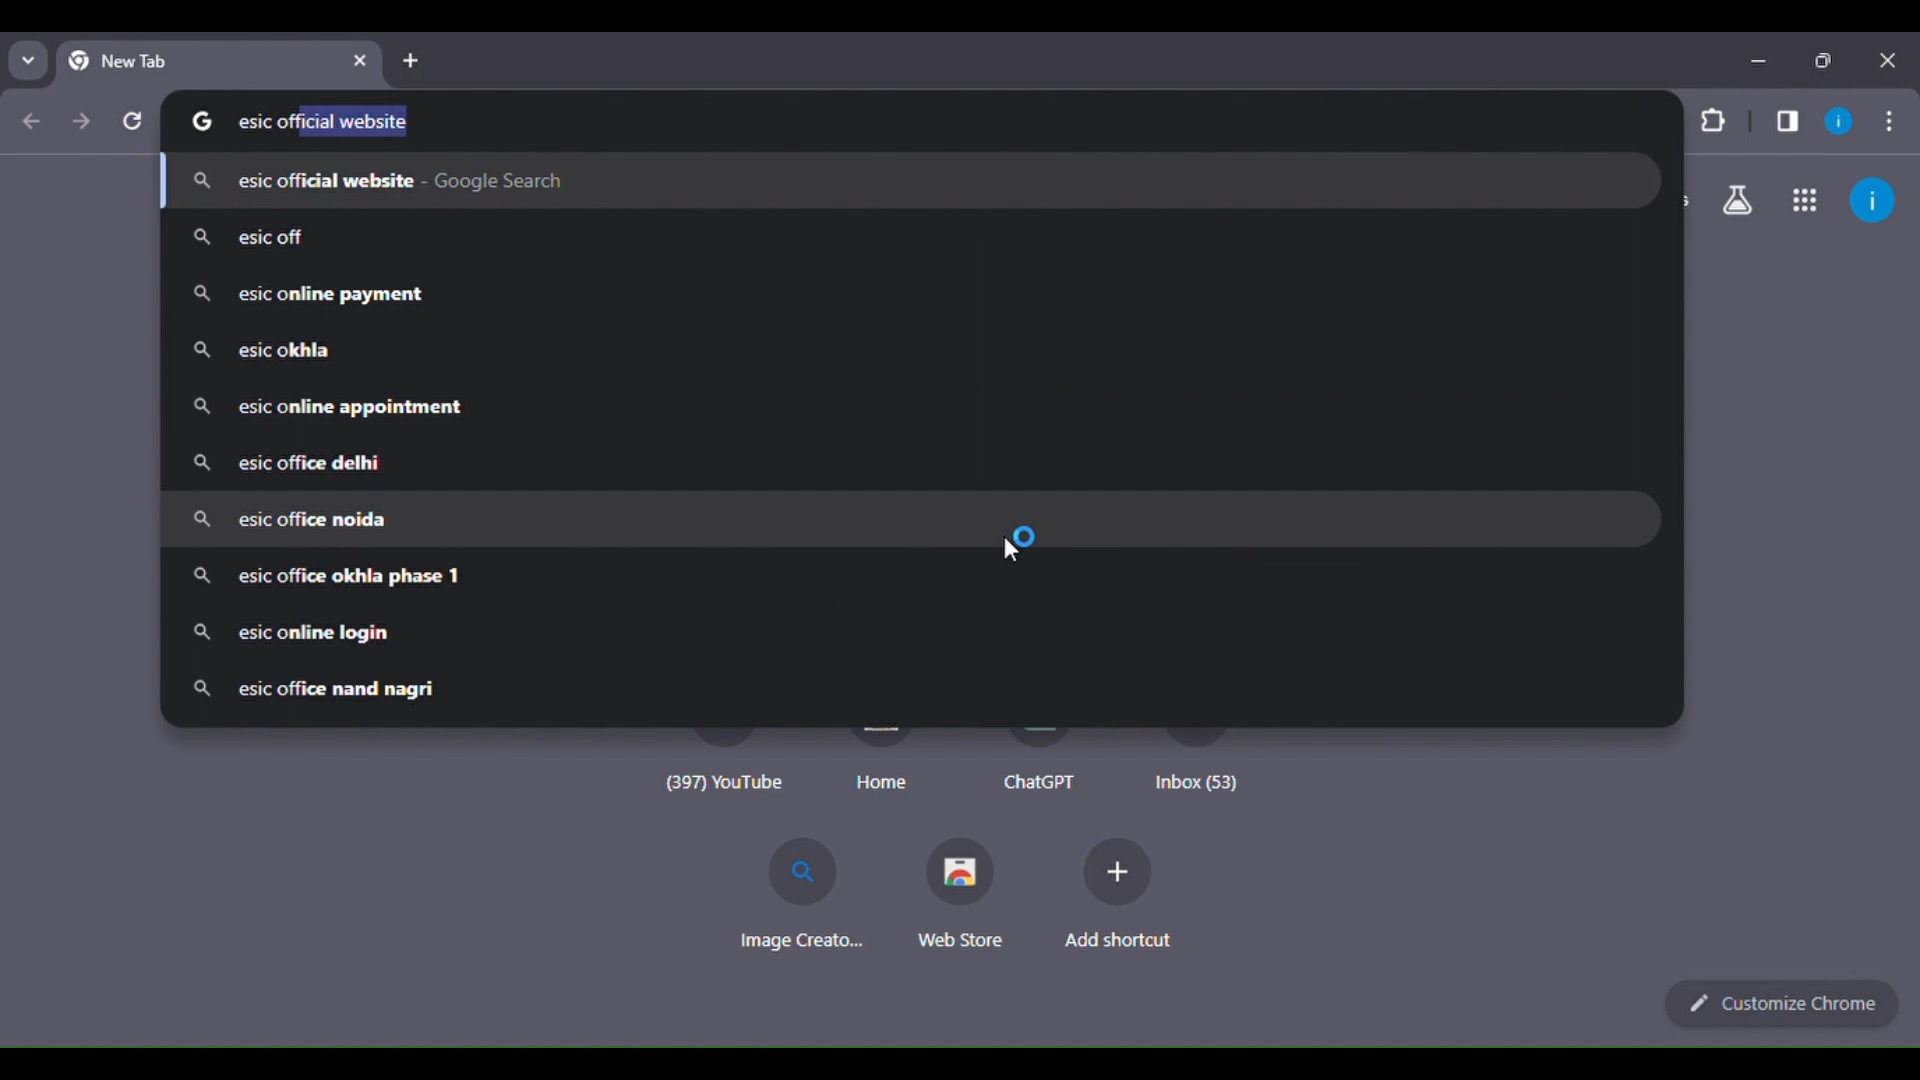 New Tab
esic official website
esic official website - Google Search
esic off
esic online payment
esic okhla
esic online appointment
esic office delhi
esic office noida
esic office okhla phase 1
esic online login
esic office nand nagri
(397) YouTube
Home
ChatGPT
Inbox (53)
Image Creato...
Web Store
Add shortcut
Customize Chrome